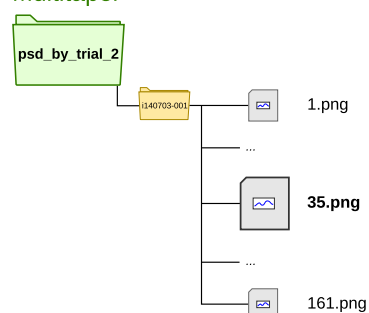 psd_by_trial_2
i140703-001
1.png
...
35.png
...
161.png